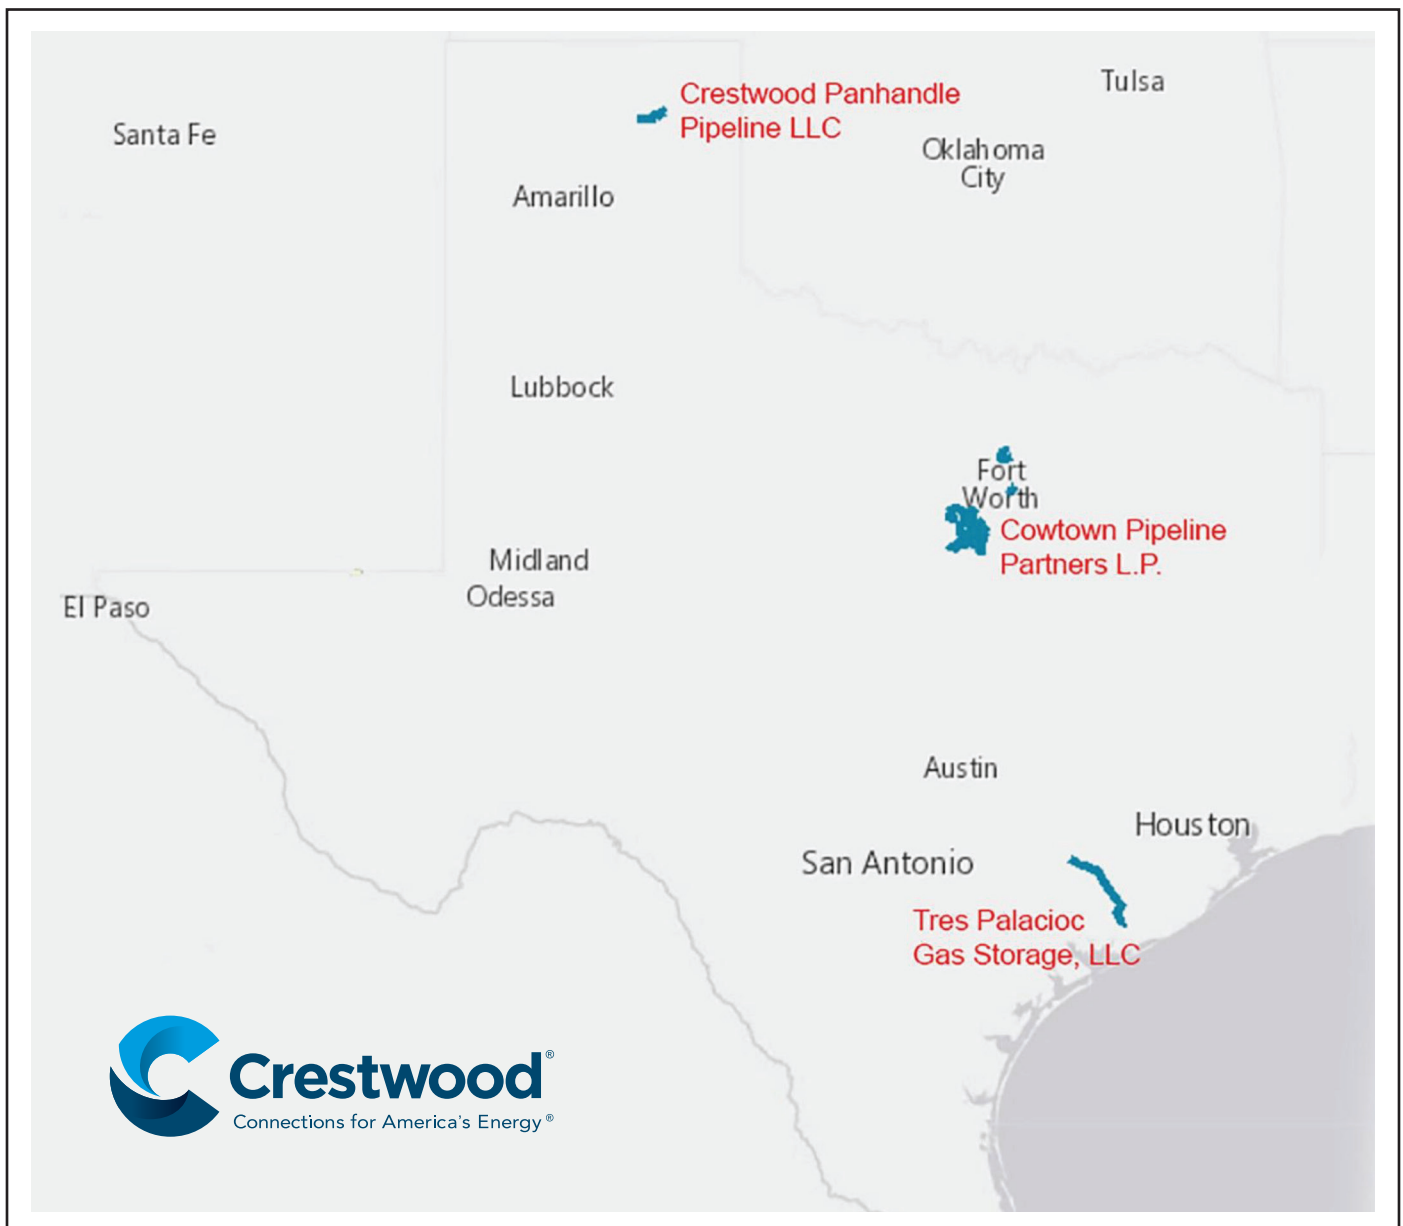 Crestwood Panhandle
Pipeline LLC
Tulsa
Santa Fe
Oklahoma
City
Amarillo
Lubbock
Fort
Worth
Cowtown Pipeline
Partners L.P.
Midland
Odessa
El Paso
Austin
Houston
San Antonio
Tres Palacioc
Gas Storage, LLC
Crestwood®
Connections for America's Energy®